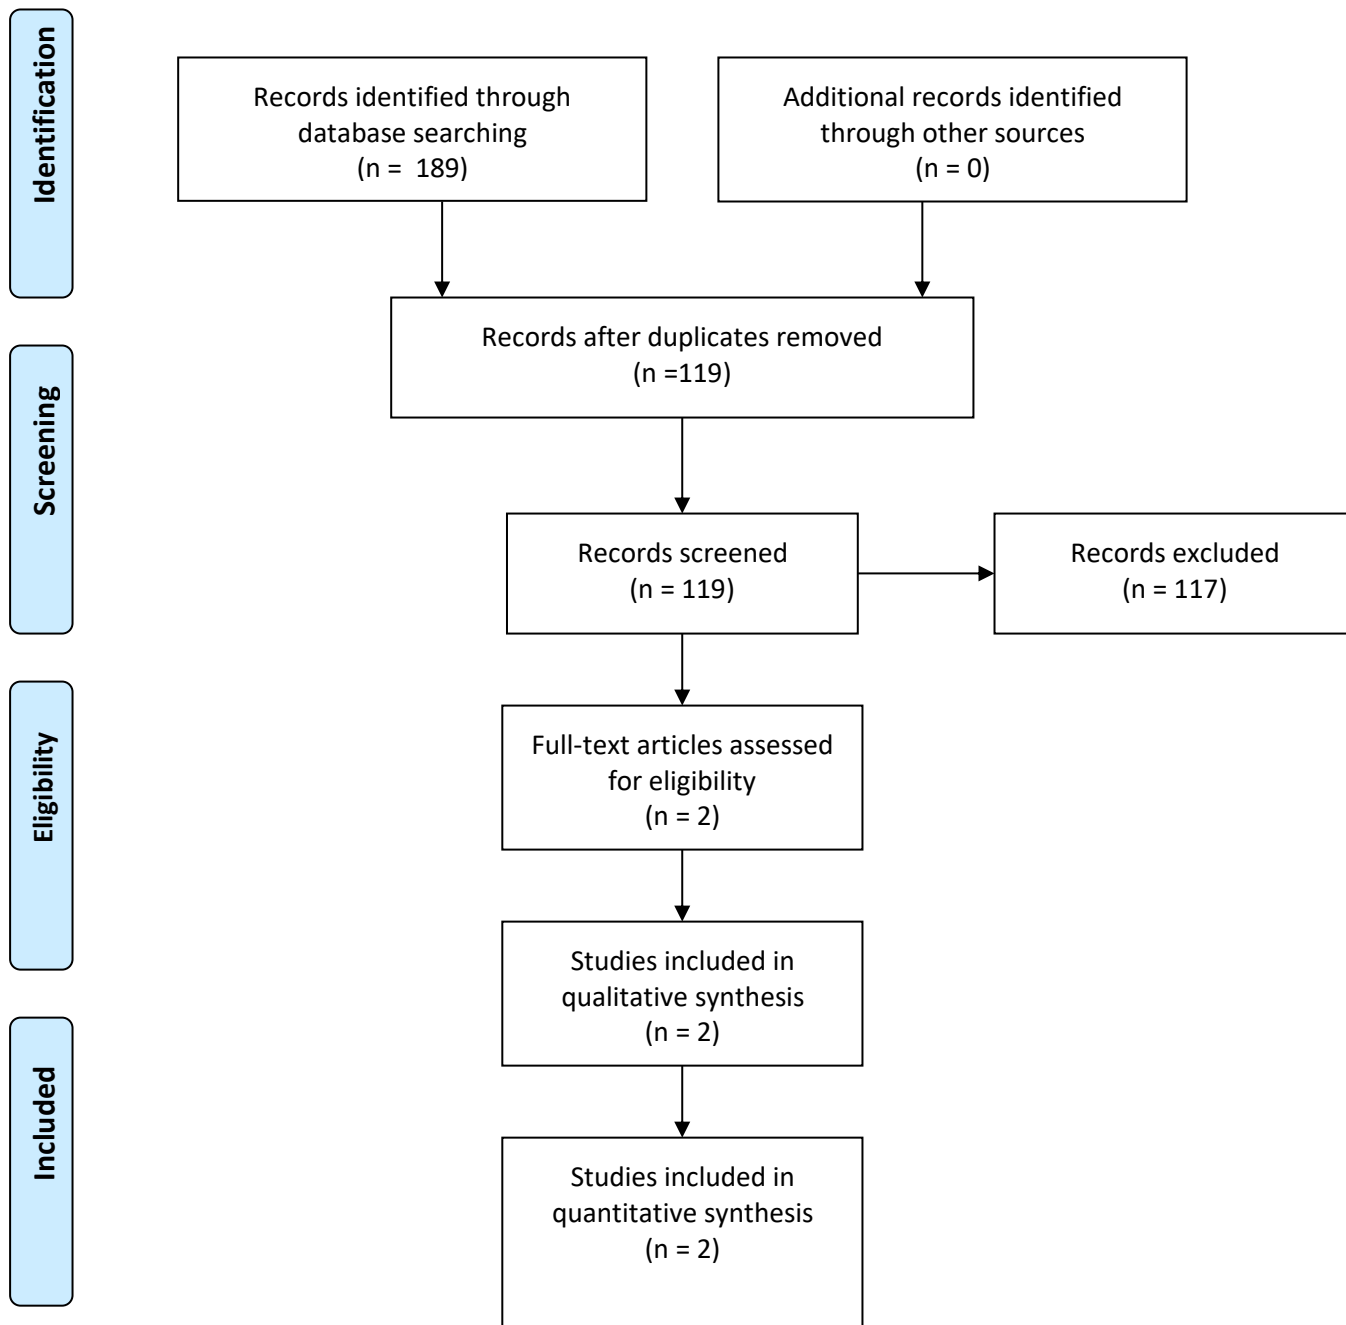 Identification
Records identified through
database searching
(n =  189)
Additional records identified
through other sources
(n = 0)
Records after duplicates removed
(n =119)
Screening
Records screened
(n = 119)
Records excluded
(n = 117)
Eligibility
Full-text articles assessed
for eligibility
(n = 2)
Studies included in
qualitative synthesis
(n = 2)
Included
Studies included in
quantitative synthesis
(n = 2)